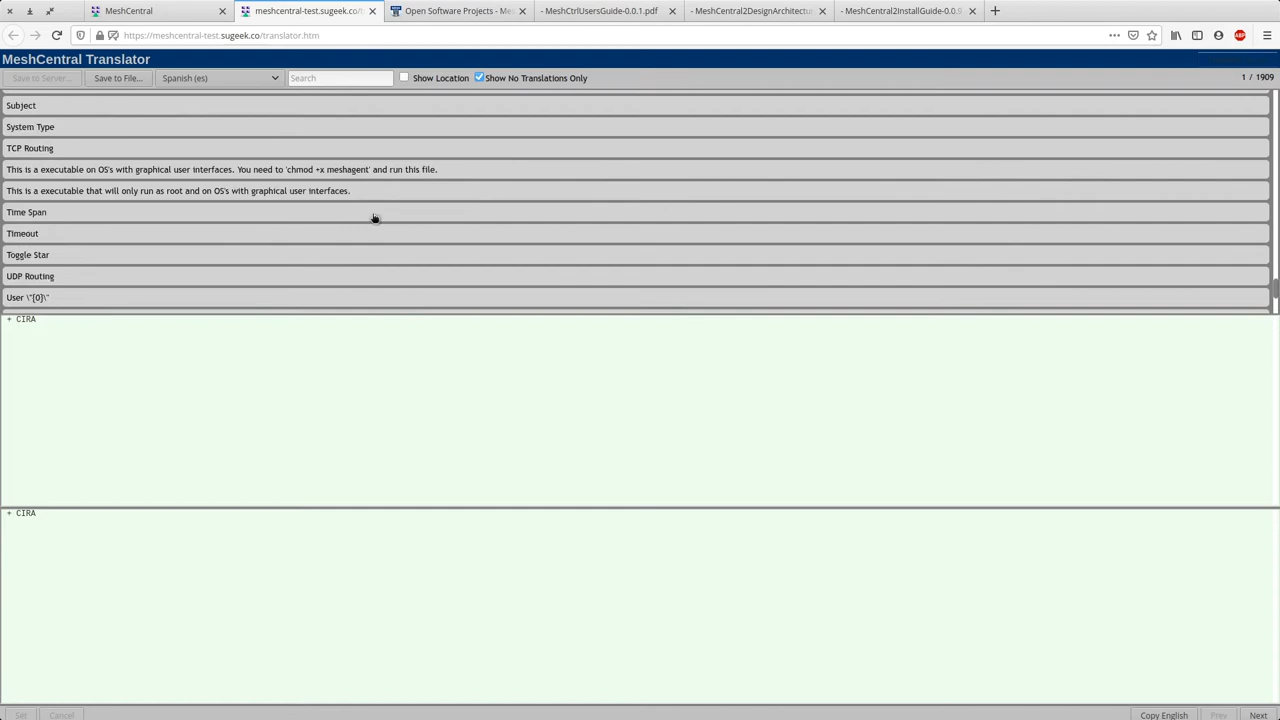 MeshCentral
meshcentral-test.sugeek.co/t
Open Software Projects - Mes
- MeshCtrlUsersGuide-0.0.1.pdf
- MeshCentral2DesignArchitectu
- MeshCentral2InstallGuide-0.0.
https://meshcentral-test.sugeek.co/translator.htm
ABP
MeshCentral Translator
Save to Server...
Save to File...
Spanish (es)
Search
Show Location
Show No Translations Only
1 / 1909
Subject
System Type
TCP Routing
This is a executable on OS's with graphical user interfaces. You need to 'chmod +x meshagent' and run this file.
This is a executable that will only run as root and on OS's with graphical user interfaces.
Time Span
Timeout
Toggle Star
UDP Routing
User \"{0}\"
+ CIRA
+ CIRA
Set
Cancel
Copy English
Prev
Next